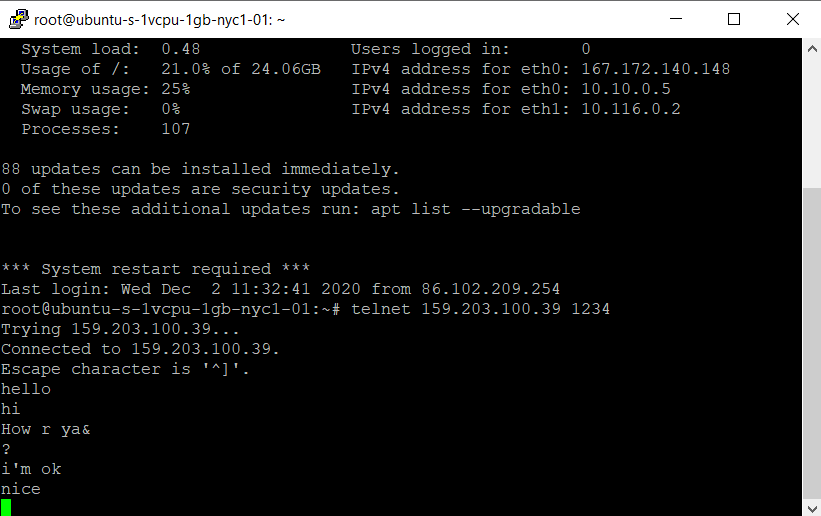 root@ubuntu-s-1vcpu-1gb-nyc1-01: ~
System load: 0.48 Users logged in: 0
Usage of /: 21.0% of 24.06GB IPv4 address for eth0: 167.172.140.148
Memory usage: 25% IPv4 address for eth0: 10.10.0.5
Swap usage: 0% IPv4 address for eth1: 10.116.0.2
Processes: 107
88 updates can be installed immediately.
0 of these updates are security updates.
To see these additional updates run: apt list --upgradable
*** System restart required ***
Last login: Wed Dec  2 11:32:41 2020 from 86.102.209.254
root@ubuntu-s-1vcpu-1gb-nyc1-01:~# telnet 159.203.100.39 1234
Trying 159.203.100.39...
Connected to 159.203.100.39.
Escape character is '^]'.
hello
hi
How r ya&
?
i'm ok
nice